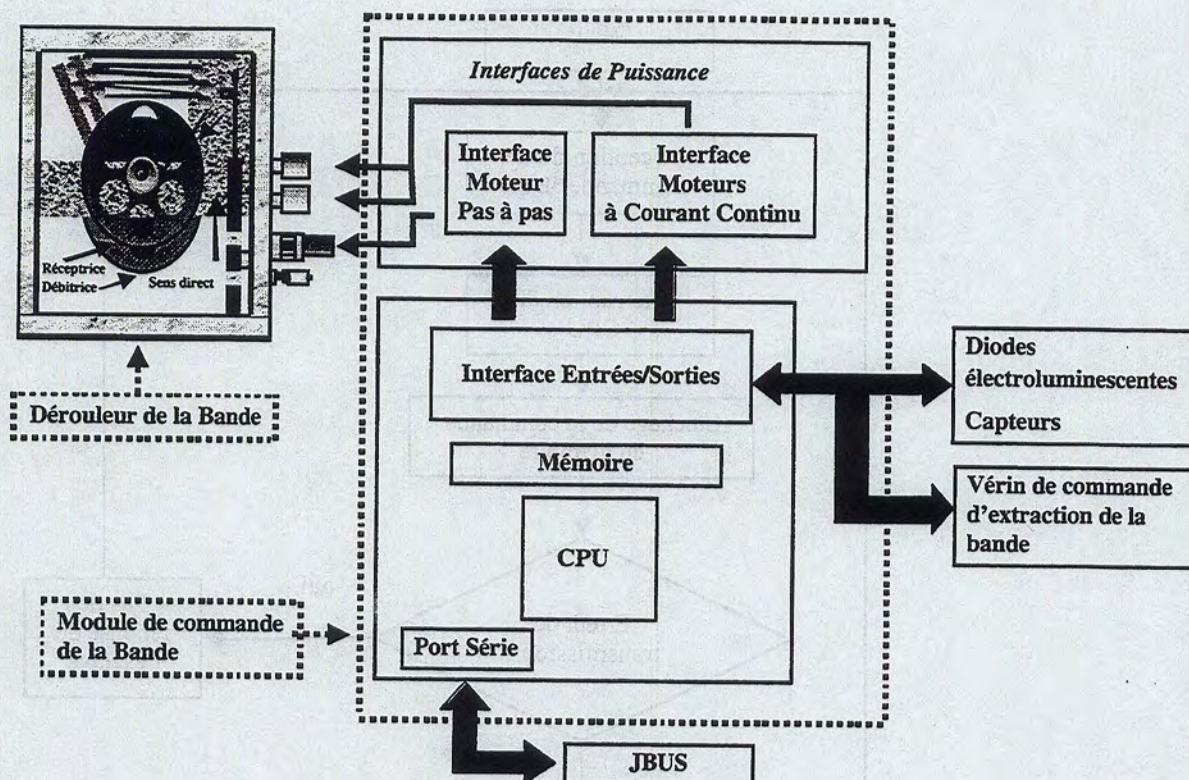 Interfaces de Puissance
Interface
Moteur
Pas à pas
Interface
Moteurs
à Courant Continu
Réceptrice
Débitrice
Sens direct
Dérouleur de la Bande
Interface Entrées/Sorties
Mémoire
CPU
Port Série
Module de commande
de la Bande
Diodes
électroluminescentes
Capteurs
Vérin de commande
d'extraction de la
bande
JBUS